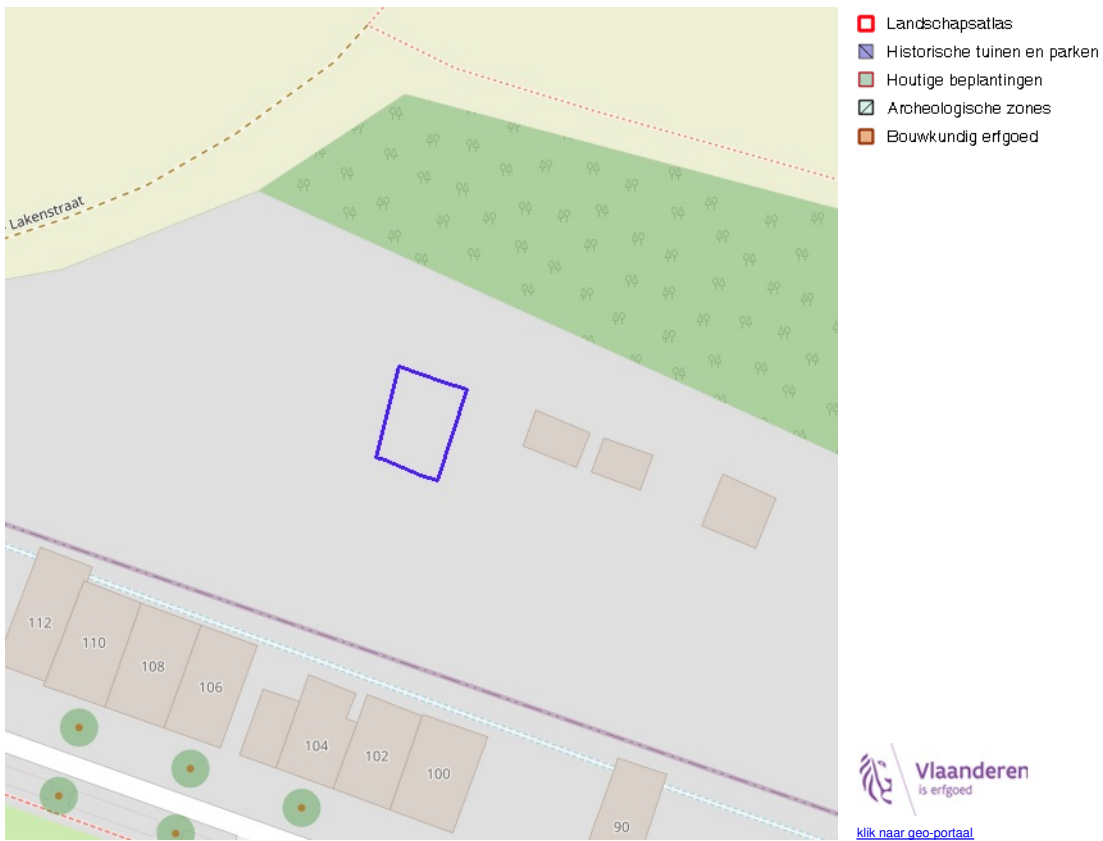 Landschapsatlas
Historische tuinen en parken
Houtige beplantingen
Archeologische zones
Bouwkundig erfgoed
Lakenstraat
112
110
108
106
104
102
100
90
Vlaanderen
is erfgoed
klik naar geo-portaal